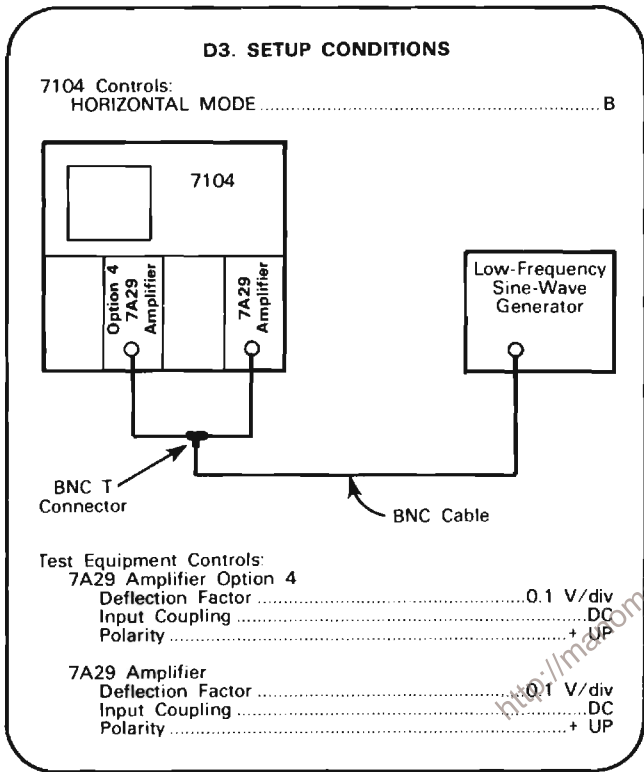 D3. SETUP CONDITIONS
7104 Controls:
HORIZONTAL MODE B
7104
Option 4
7A29
Amplifier
7A29
Amplifier
Low-Frequency
Sine-Wave
Generator
BNC T
Connector
BNC Cable
Test Equipment Controls:
7A29 Amplifier Option 4
Deflection Factor 0.1 V/div
Input Coupling DC
Polarity + UP
7A29 Amplifier
Deflection Factor 0.1 V/div
Input Coupling DC
Polarity + UP